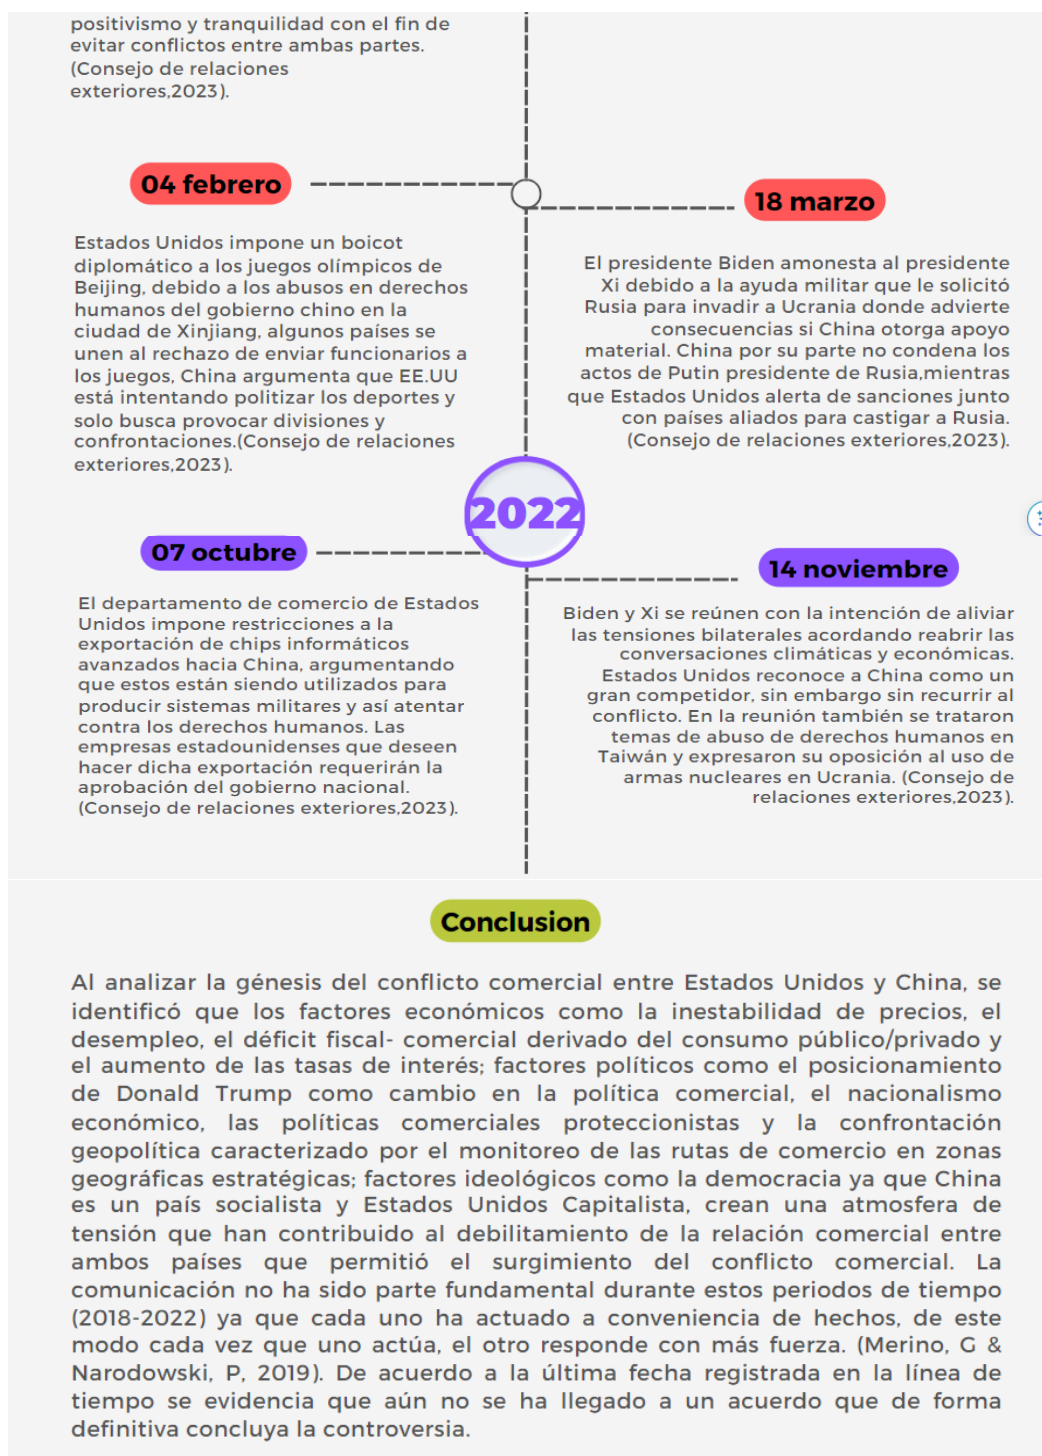 positivismo y tranquilidad con el fin de
evitar conflictos entre ambas partes.
(Consejo de relaciones
exteriores,2023).
04 febrero
Estados Unidos impone un boicot
diplomático a los juegos olímpicos de
Beijing, debido a los abusos en derechos
humanos del gobierno chino en la
ciudad de Xinjiang, algunos países se
unen al rechazo de enviar funcionarios a
los juegos, China argumenta que EE.UU
está intentando politizar los deportes y
solo busca provocar divisiones y
confrontaciones.(Consejo de relaciones
exteriores,2023).
18 marzo
El presidente Biden amonesta al presidente
Xi debido a la ayuda militar que le solicitó
Rusia para invadir a Ucrania donde advierte
consecuencias si China otorga apoyo
material. China por su parte no condena los
actos de Putin presidente de Rusia,mientras
que Estados Unidos alerta de sanciones junto
con países aliados para castigar a Rusia.
(Consejo de relaciones exteriores,2023).
2022
07 octubre
El departamento de comercio de Estados
Unidos impone restricciones a la
exportación de chips informáticos
avanzados hacia China, argumentando
que estos están siendo utilizados para
producir sistemas militares y así atentar
contra los derechos humanos. Las
empresas estadounidenses que deseen
hacer dicha exportación requerirán la
aprobación del gobierno nacional.
(Consejo de relaciones exteriores,2023).
14 noviembre
Biden y Xi se reúnen con la intención de aliviar
las tensiones bilaterales acordando reabrir las
conversaciones climáticas y económicas.
Estados Unidos reconoce a China como un
gran competidor, sin embargo sin recurrir al
conflicto. En la reunión también se trataron
temas de abuso de derechos humanos en
Taiwán y expresaron su oposición al uso de
armas nucleares en Ucrania. (Consejo de
relaciones exteriores,2023).
Conclusion
Al analizar la génesis del conflicto comercial entre Estados Unidos y China, se
identificó que los factores económicos como la inestabilidad de precios, el
desempleo, el déficit fiscal- comercial derivado del consumo público/privado y
el aumento de las tasas de interés; factores políticos como el posicionamiento
de Donald Trump como cambio en la política comercial, el nacionalismo
económico, las políticas comerciales proteccionistas y la confrontación
geopolítica caracterizado por el monitoreo de las rutas de comercio en zonas
geográficas estratégicas; factores ideológicos como la democracia ya que China
es un país socialista y Estados Unidos Capitalista, crean una atmosfera de
tensión que han contribuido al debilitamiento de la relación comercial entre
ambos países que permitió el surgimiento del conflicto comercial. La
comunicación no ha sido parte fundamental durante estos periodos de tiempo
(2018-2022) ya que cada uno ha actuado a conveniencia de hechos, de este
modo cada vez que uno actúa, el otro responde con más fuerza. (Merino, G &
Narodowski, P, 2019). De acuerdo a la última fecha registrada en la línea de
tiempo se evidencia que aún no se ha llegado a un acuerdo que de forma
definitiva concluya la controversia.